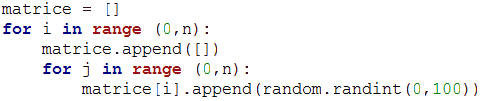 matrice = []
for i in range (0,n):
    matrice.append([])
    for j in range (0,n):
        matrice[i].append(random.randint(0,100))